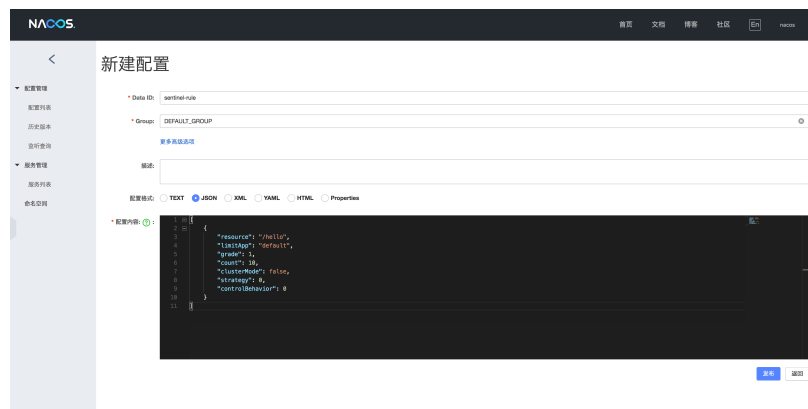 NACOS.
首页 文档 博客 社区 En nacos
新建配置
配置管理
配置列表
历史版本
监听查询
服务管理
服务列表
命名空间
* Data ID: sentinel-rule
* Group: DEFAULT_GROUP
更多高级选项
描述:
配置格式: TEXT JSON XML YAML HTML Properties
* 配置内容: ? :
1 [
2 {
3 "resource": "/hello",
4 "limitApp": "default",
5 "grade": 1,
6 "count": 10,
7 "clusterMode": false,
8 "strategy": 0,
9 "controlBehavior": 0
10 }
11 ]
发布 返回